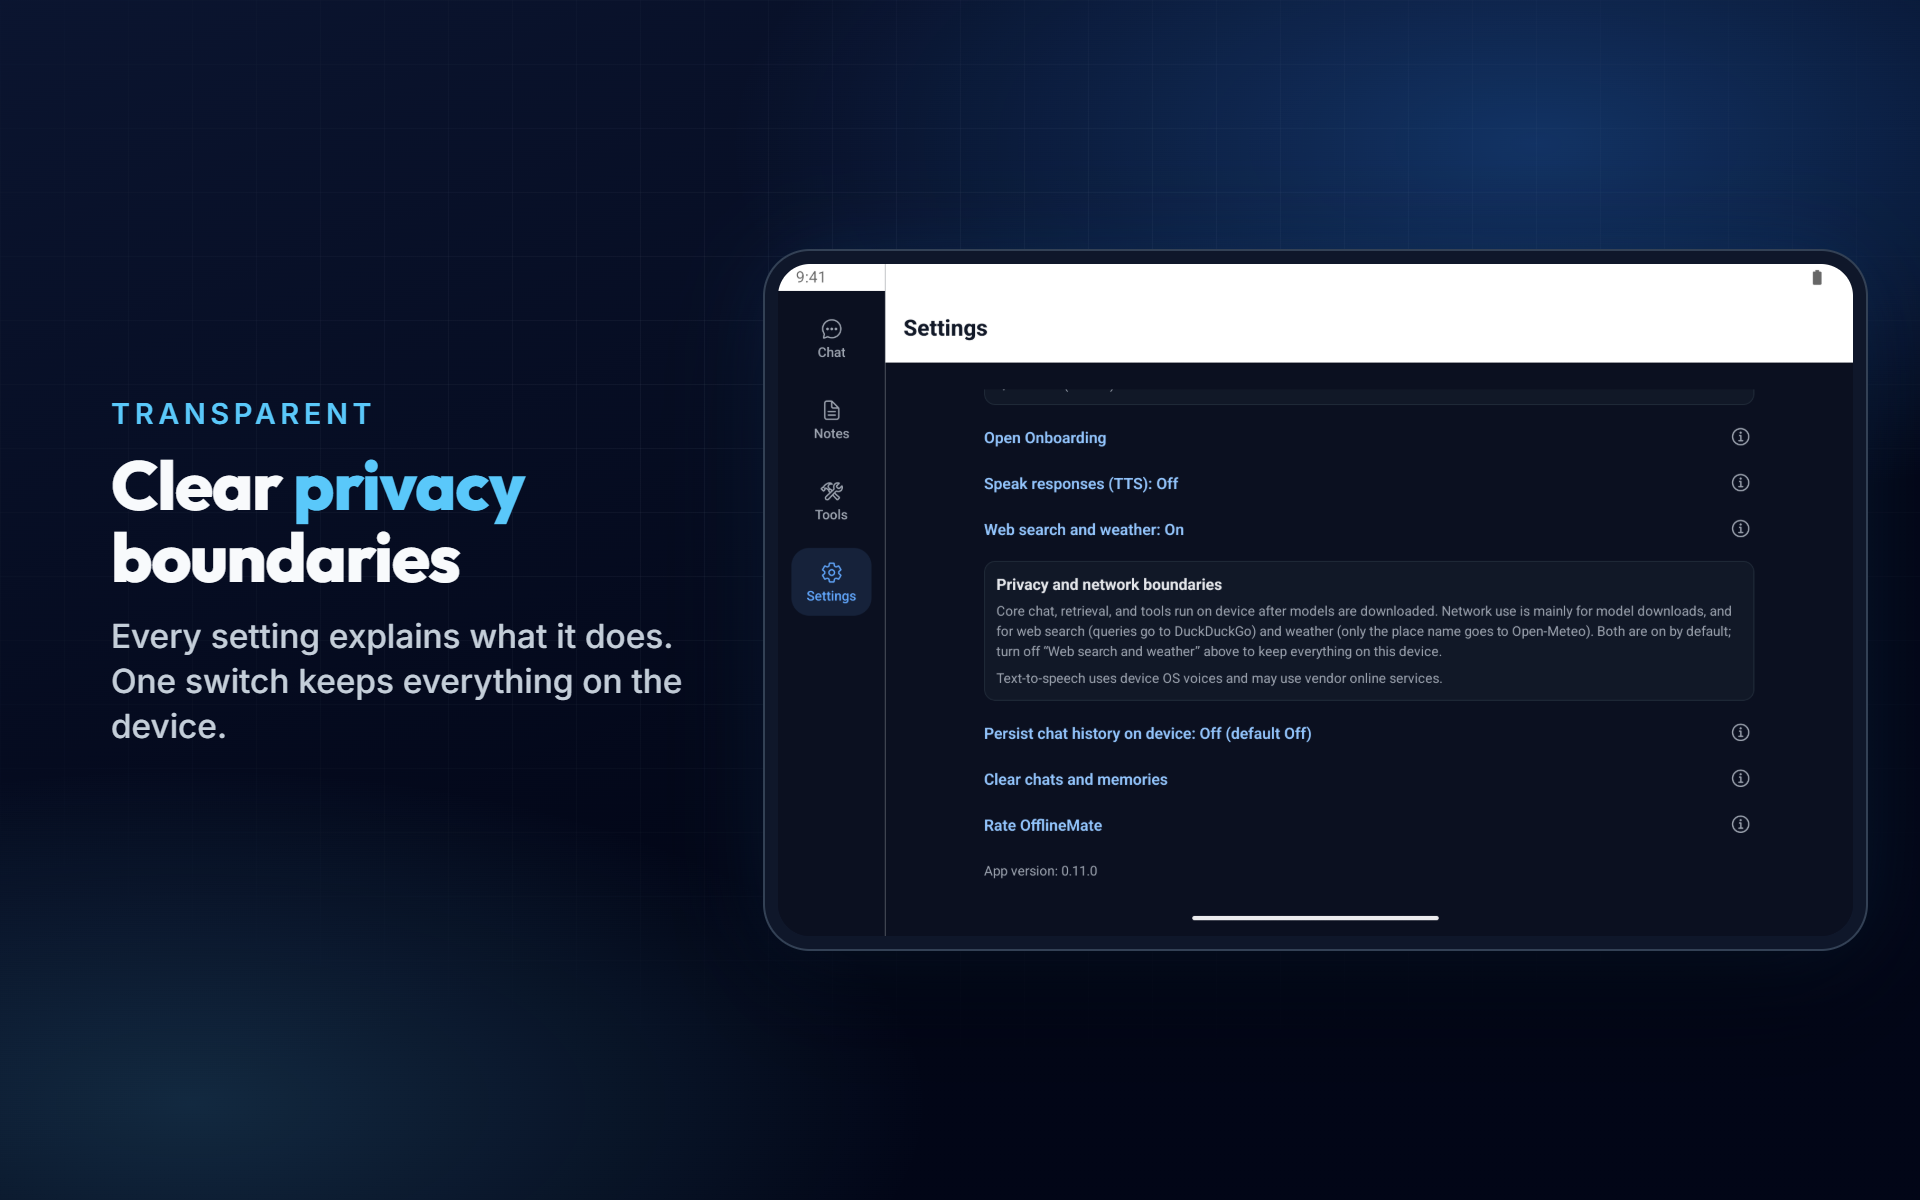 TRANSPARENT
Clear privacy
boundaries
Every setting explains what it does.
One switch keeps everything on the
device.
9:41
Chat
Notes
Tools
Settings
Settings
Open Onboarding
Speak responses (TTS): Off
Web search and weather: On
Privacy and network boundaries
Core chat, retrieval, and tools run on device after models are downloaded. Network use is mainly for model downloads, and
for web search (queries go to DuckDuckGo) and weather (only the place name goes to Open-Meteo). Both are on by default;
turn off “Web search and weather” above to keep everything on this device.
Text-to-speech uses device OS voices and may use vendor online services.
Persist chat history on device: Off (default Off)
Clear chats and memories
Rate OfflineMate
App version: 0.11.0